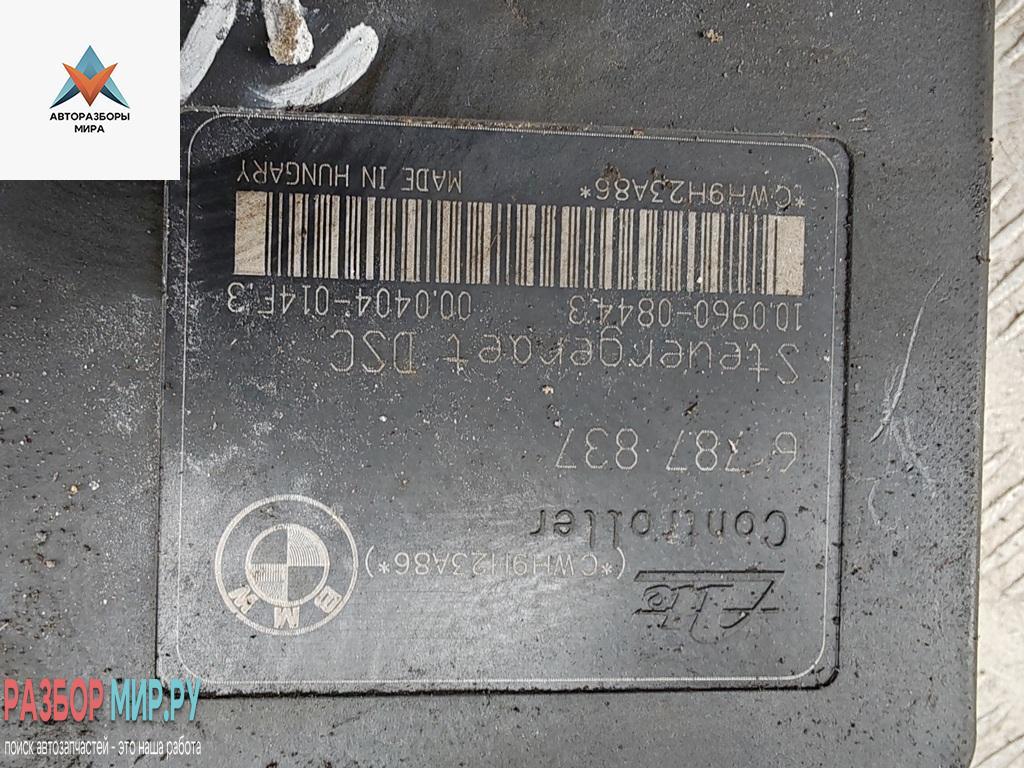 АВТОРАЗБОРЫ
МИРА
Ate
(*CWH9H23A86*)
BMW
Controller
6 787 837
Steuergeraet DSC
10.0960-0844.3 00.0404-014F.3
*CWH9H23A86* MADE IN HUNGARY
РАЗБОР МИР.РУ
поиск автозапчастей - это наша работа